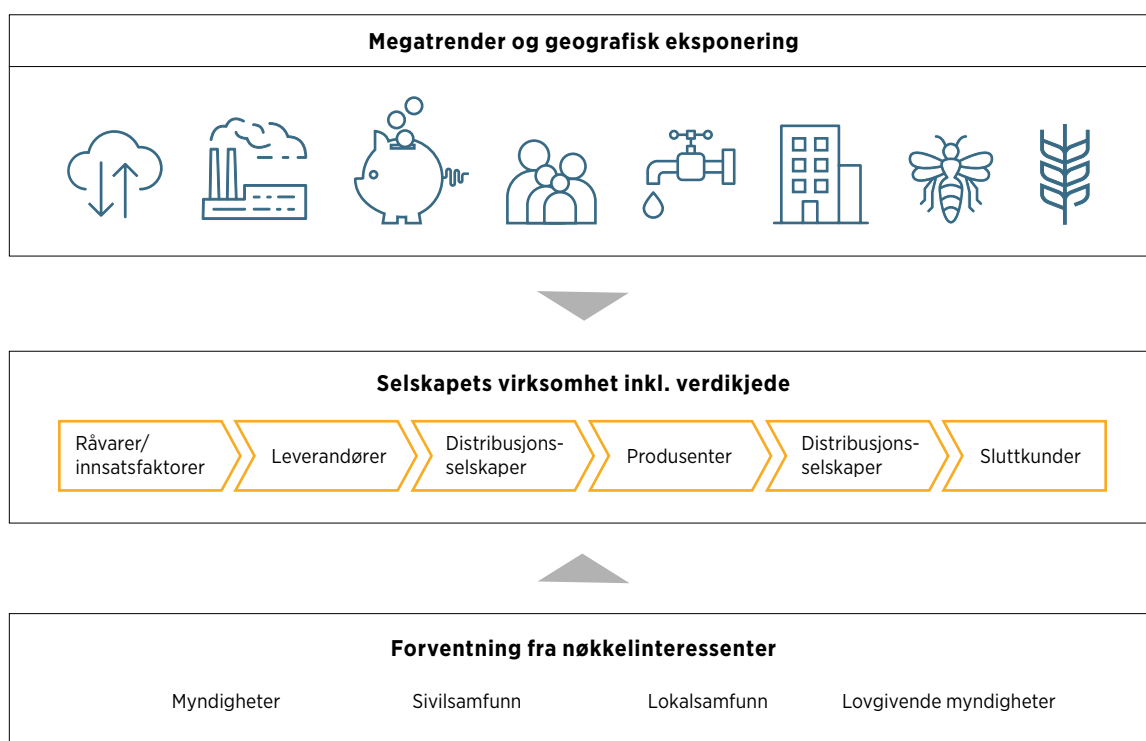 Megatrender og geografisk eksponering
Selskapets virksomhet inkl. verdikjede
Råvarer/
innsatsfaktorer
Leverandører
Distribusjons-
selskaper
Produsenter
Distribusjons-
selskaper
Sluttkunder
Forventning fra nøkkelinteressenter
Myndigheter
Sivilsamfunn
Lokalsamfunn
Lovgivende myndigheter